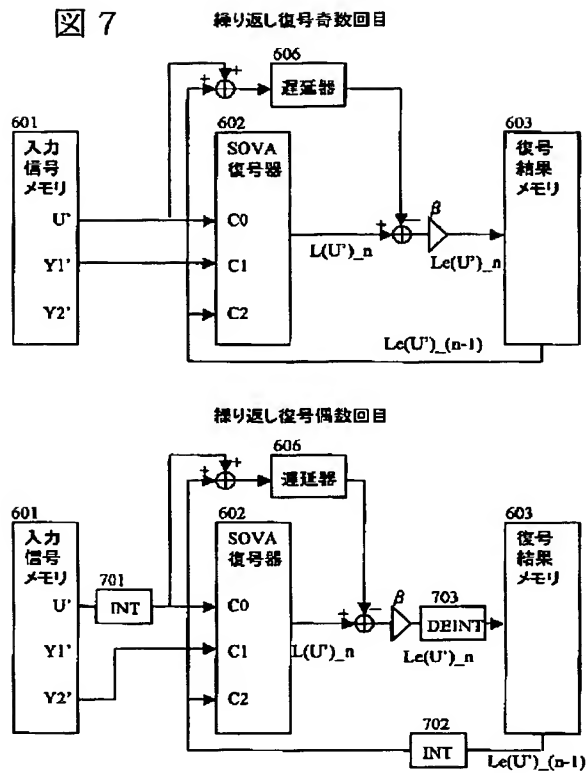 図 7
繰り返し復号奇数回目
606
遅延器
601
入力
信号
メモリ
U'
Y1'
Y2'
602
SOVA
復号器
C0
C1
C2
L(U')_n
β
Le(U')_n
603
復号
結果
メモリ
Le(U')_(n-1)
繰り返し復号偶数回目
606
遅延器
601
入力
信号
メモリ
U'
Y1'
Y2'
701
INT
602
SOVA
復号器
C0
C1
C2
L(U')_n
β
703
DEINT
Le(U')_n
603
復号
結果
メモリ
702
INT
Le(U')_(n-1)